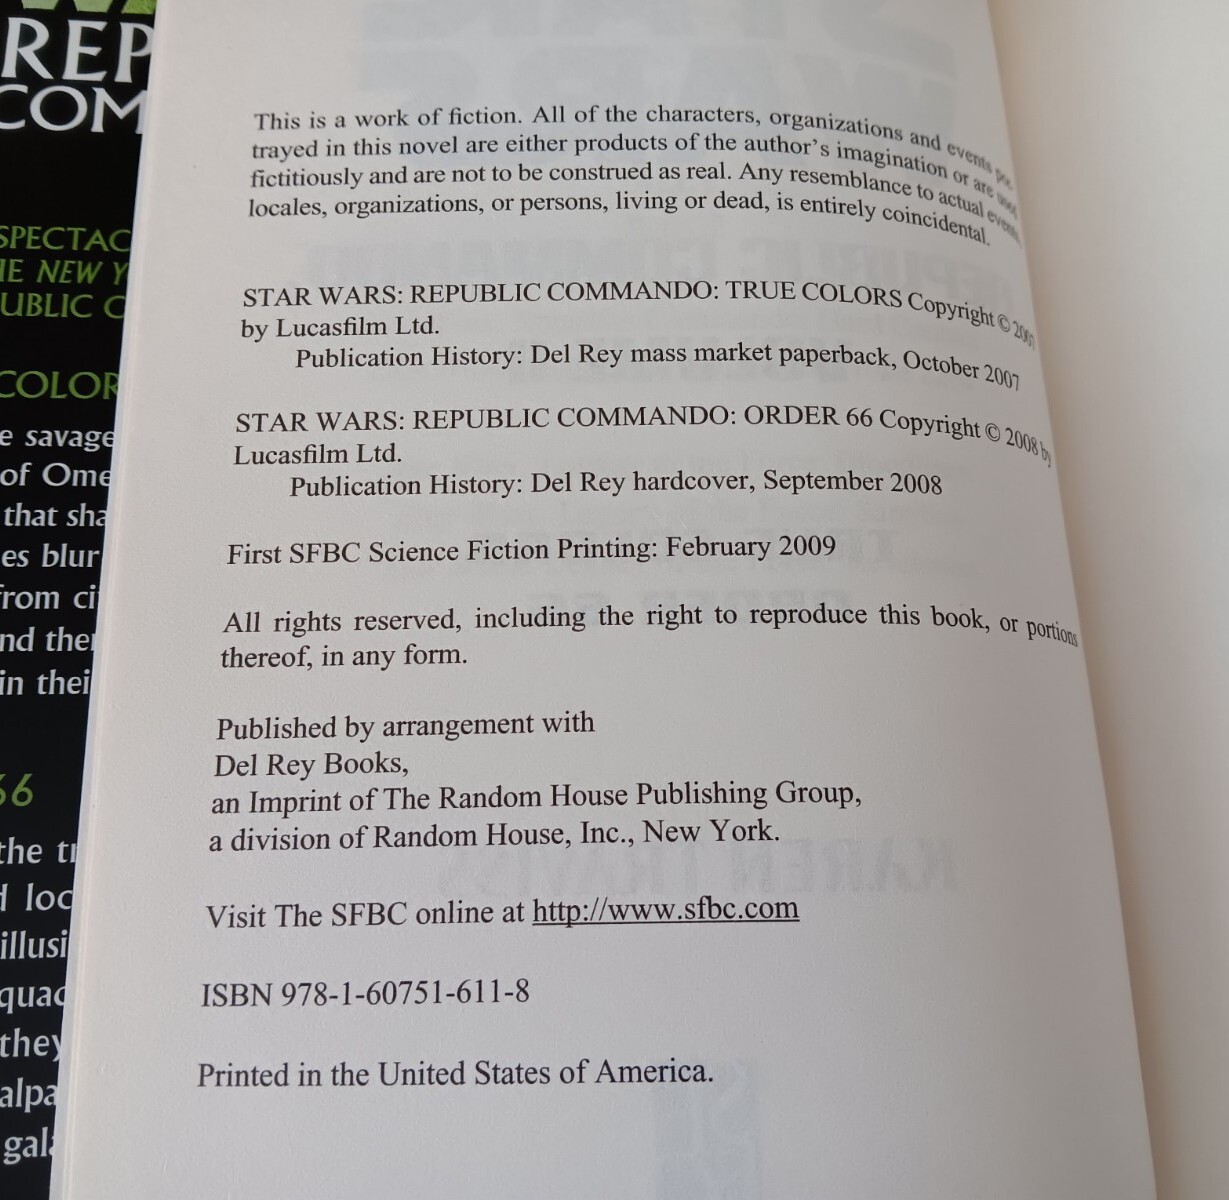 REP
COM
SPECTAC
IE NEW Y
UBLIC C
COLOR
e savage
of Ome
that sha
es blur
from ci
nd the
in thei
66
the tr
loc
illusi
quad
they
alpa
gala
This is a work of fiction. All of the characters, organizations and events por-
trayed in this novel are either products of the author's imagination or are used
fictitiously and are not to be construed as real. Any resemblance to actual events,
locales, organizations, or persons, living or dead, is entirely coincidental.
STAR WARS: REPUBLIC COMMANDO: TRUE COLORS Copyright © 2007
by Lucasfilm Ltd.
Publication History: Del Rey mass market paperback, October 2007
STAR WARS: REPUBLIC COMMANDO: ORDER 66 Copyright © 2008 by
Lucasfilm Ltd.
Publication History: Del Rey hardcover, September 2008
First SFBC Science Fiction Printing: February 2009
All rights reserved, including the right to reproduce this book, or portions
thereof, in any form.
Published by arrangement with
Del Rey Books,
an Imprint of The Random House Publishing Group,
a division of Random House, Inc., New York.
Visit The SFBC online at http://www.sfbc.com
ISBN 978-1-60751-611-8
Printed in the United States of America.